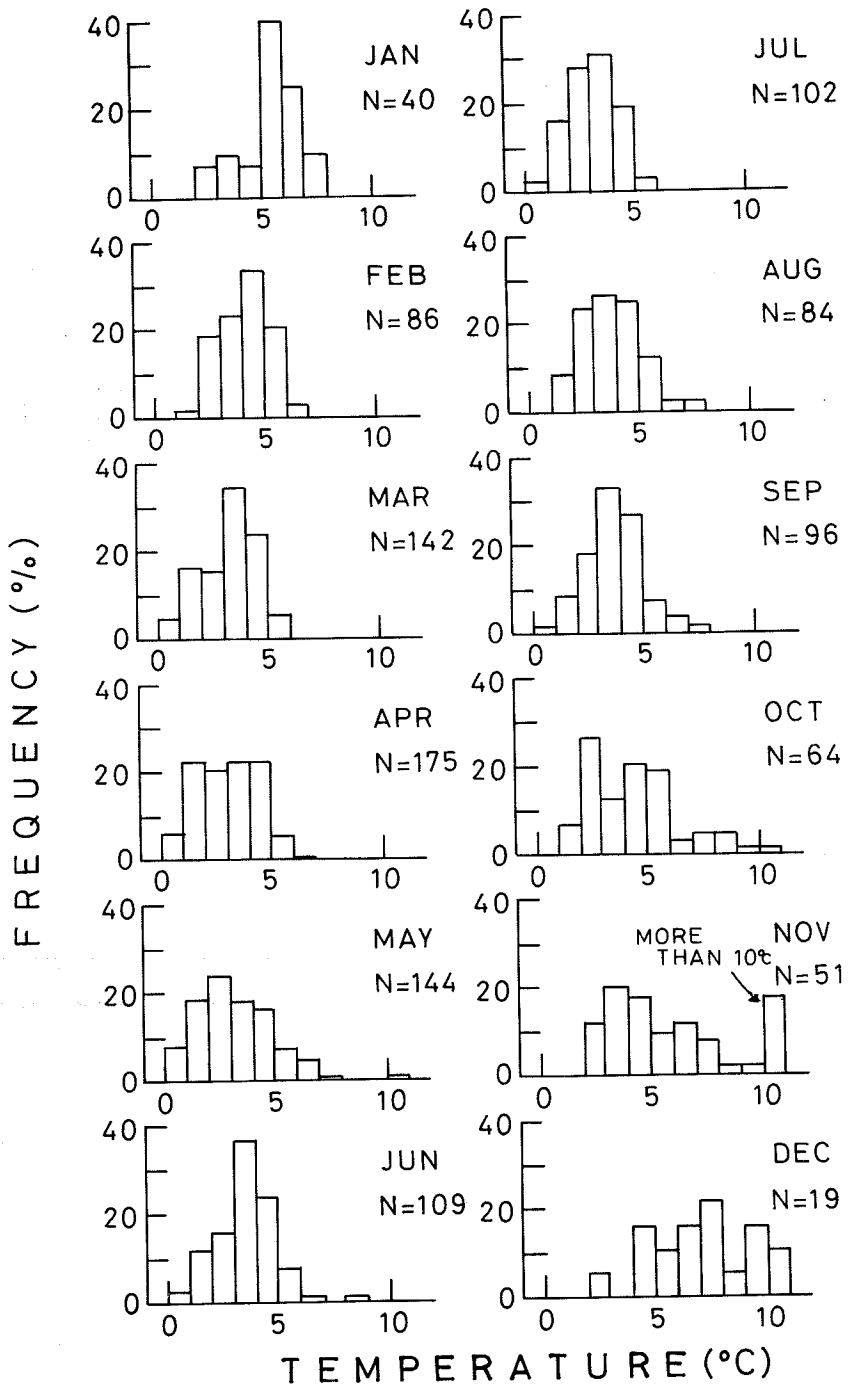 FREQUENCY (%)
40
20
0
0 5 10
JAN
N=40
40
20
0
0 5 10
JUL
N=102
40
20
0
0 5 10
FEB
N=86
40
20
0
0 5 10
AUG
N=84
40
20
0
0 5 10
MAR
N=142
40
20
0
0 5 10
SEP
N=96
40
20
0
0 5 10
APR
N=175
40
20
0
0 5 10
OCT
N=64
40
20
0
0 5 10
MAY
N=144
40
20
0
0 5 10
MORE
THAN 10℃
NOV
N=51
40
20
0
0 5 10
JUN
N=109
40
20
0
0 5 10
DEC
N=19
TEMPERATURE (°C)